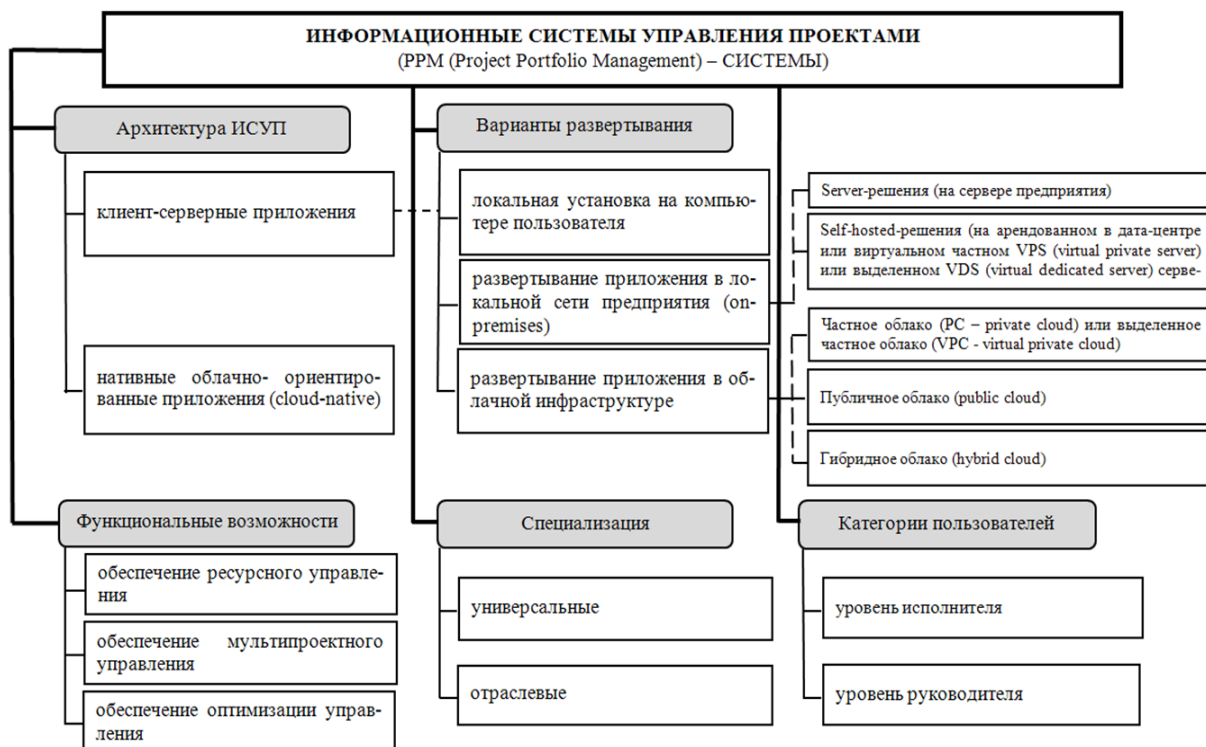 ИНФОРМАЦИОННЫЕ СИСТЕМЫ УПРАВЛЕНИЯ ПРОЕКТАМИ
(PPM (Project Portfolio Management) – СИСТЕМЫ)
Архитектура ИСУП
клиент-серверные приложения
нативные облачно- ориентиро-
ванные приложения (cloud-native)
Варианты развертывания
локальная установка на компью-
тере пользователя
развертывание приложения в ло-
кальной сети предприятия (on-
premises)
развертывание приложения в об-
лачной инфраструктуре
Server-решения (на сервере предприятия)
Self-hosted-решения (на арендованном в дата-центре
или виртуальном частном VPS (virtual private server)
или выделенном VDS (virtual dedicated server) серве-
Частное облако (PC – private cloud) или выделенное
частное облако (VPC - virtual private cloud)
Публичное облако (public cloud)
Гибридное облако (hybrid cloud)
Функциональные возможности
обеспечение ресурсного управле-
ния
обеспечение мультипроектного
управления
обеспечение оптимизации управ-
ления
Специализация
универсальные
отраслевые
Категории пользователей
уровень исполнителя
уровень руководителя